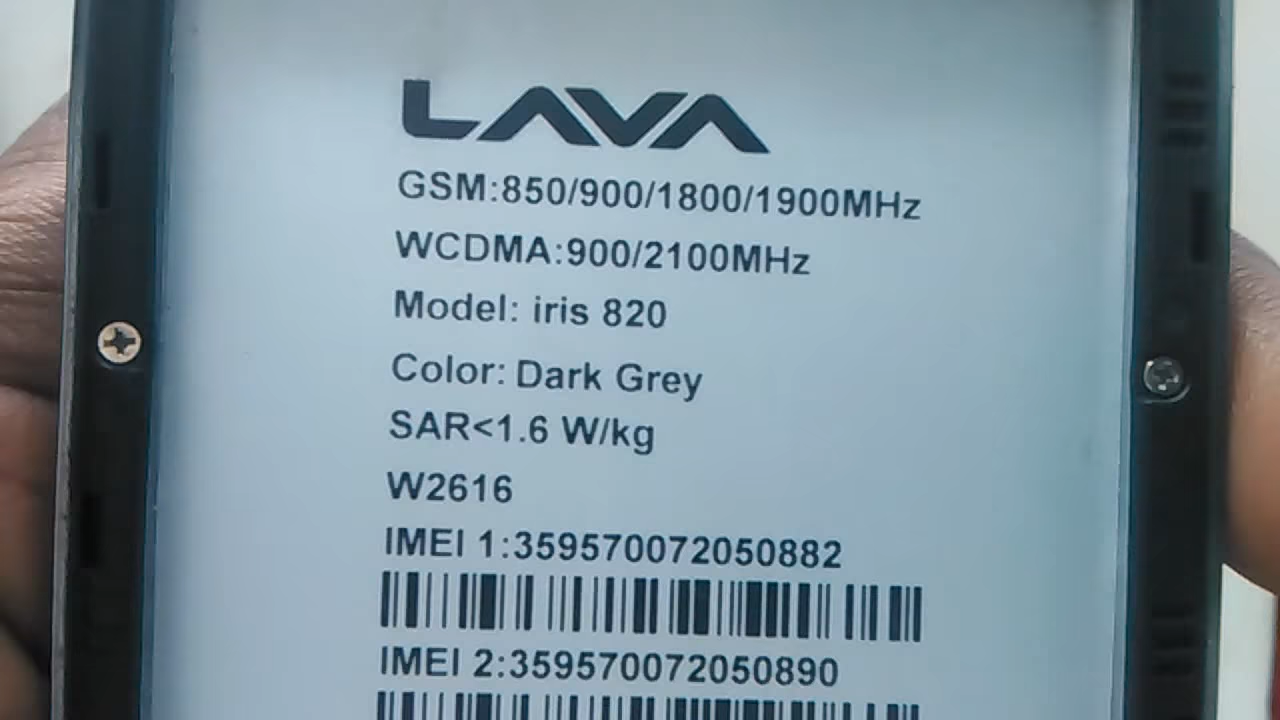 LAVA
GSM:850/900/1800/1900MHz
WCDMA:900/2100MHz
Model: iris 820
Color: Dark Grey
SAR<1.6 W/kg
W2616
IMEI 1:359570072050882
IMEI 2:359570072050890